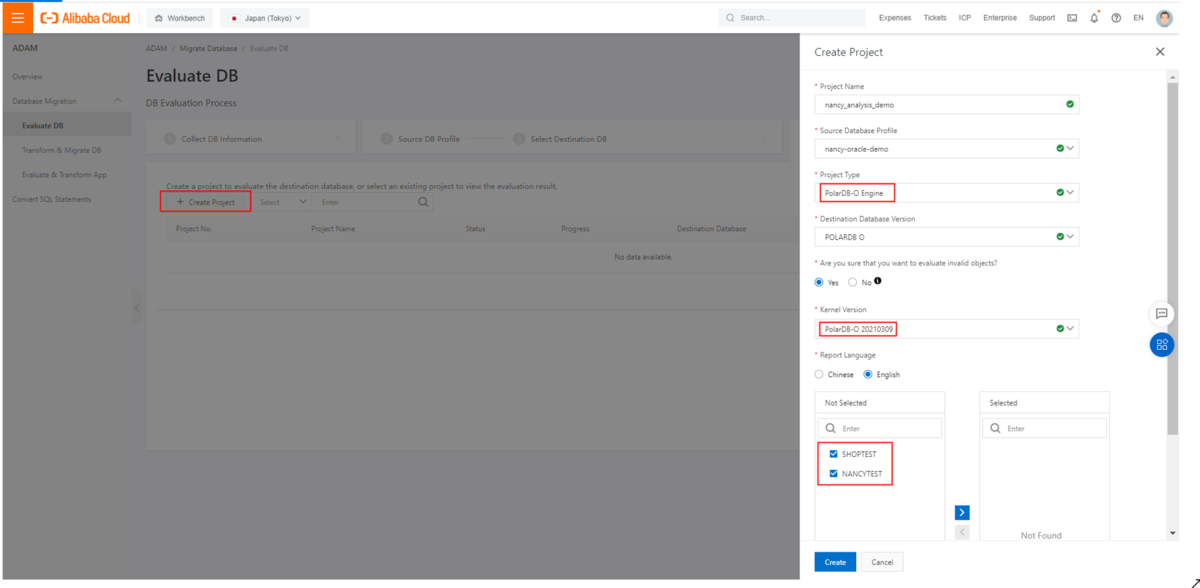 Alibaba Cloud
Workbench
Japan (Tokyo)
Search...
Expenses
Tickets
ICP
Enterprise
Support
EN
ADAM
Overview
Database Migration
Evaluate DB
Transform & Migrate DB
Evaluate & Transform App
Convert SQL Statements
ADAM / Migrate Database / Evaluate DB
Evaluate DB
DB Evaluation Process
Collect DB Information
Source DB Profile
Select Destination DB
Create a project to evaluate the destination database, or select an existing project to view the evaluation result.
+ Create Project
Select
Enter
Project No.
Project Name
Status
Progress
Destination Database
No data available.
Create Project
* Project Name
nancy_analysis_demo
* Source Database Profile
nancy-oracle-demo
* Project Type
PolarDB-O Engine
* Destination Database Version
POLARDB O
* Are you sure that you want to evaluate invalid objects?
Yes
No
* Kernel Version
PolarDB-O 20210309
* Report Language
Chinese
English
Not Selected
Enter
SHOPTEST
NANCYTEST
Selected
Enter
Not Found
Create
Cancel